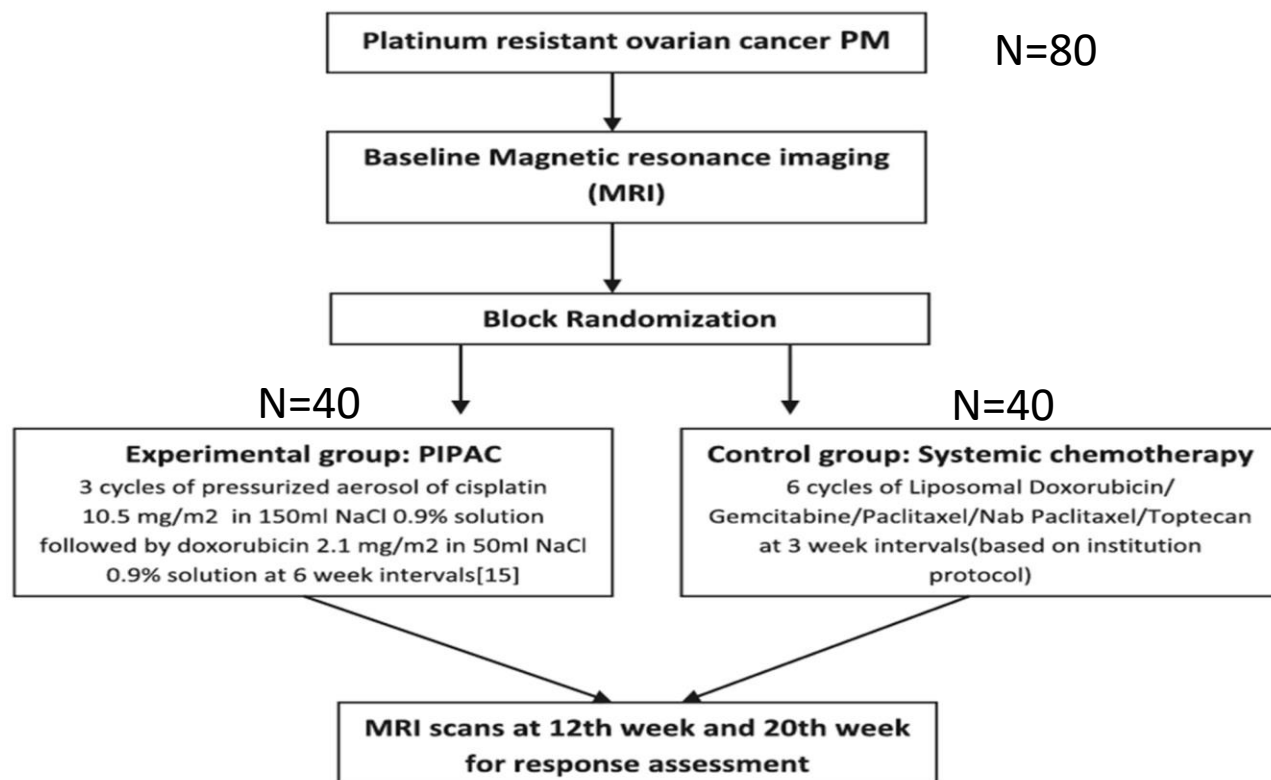 Platinum resistant ovarian cancer PM
N=80
Baseline Magnetic resonance imaging
(MRI)
Block Randomization
N=40
Experimental group: PIPAC
3 cycles of pressurized aerosol of cisplatin
10.5 mg/m2 in 150ml NaCl 0.9% solution
followed by doxorubicin 2.1 mg/m2 in 50ml NaCl
0.9% solution at 6 week intervals[15]
N=40
Control group: Systemic chemotherapy
6 cycles of Liposomal Doxorubicin/
Gemcitabine/Paclitaxel/Nab Paclitaxel/Toptecan
at 3 week intervals(based on institution
protocol)
MRI scans at 12th week and 20th week
for response assessment